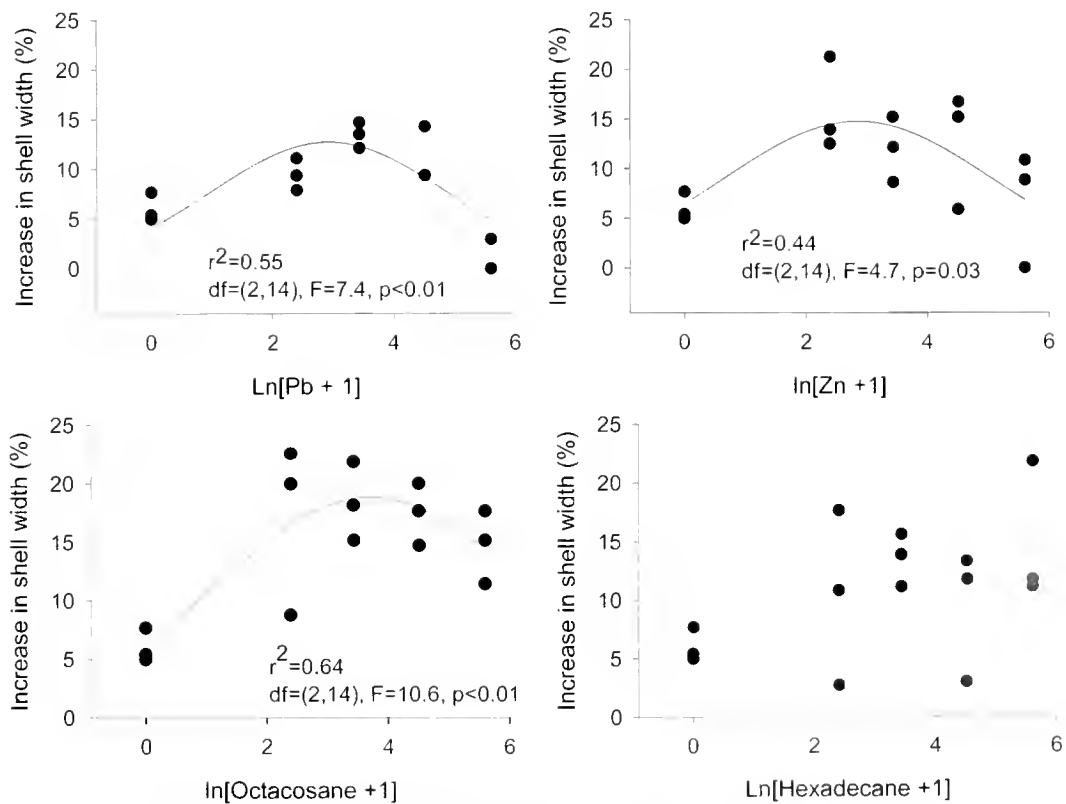 Increase in shell width (%)
25
20
15
10
5
0
r²=0.55
df=(2,14), F=7.4, p<0.01
0 2 4 6
Ln[Pb + 1]
Increase in shell width (%)
25
20
15
10
5
0
r²=0.44
df=(2,14), F=4.7, p=0.03
0 2 4 6
ln[Zn +1]
Increase in shell width (%)
25
20
15
10
5
0
r²=0.64
df=(2,14), F=10.6, p<0.01
0 2 4 6
ln[Octacosane +1]
Increase in shell width (%)
25
20
15
10
5
0
0 2 4 6
Ln[Hexadecane +1]